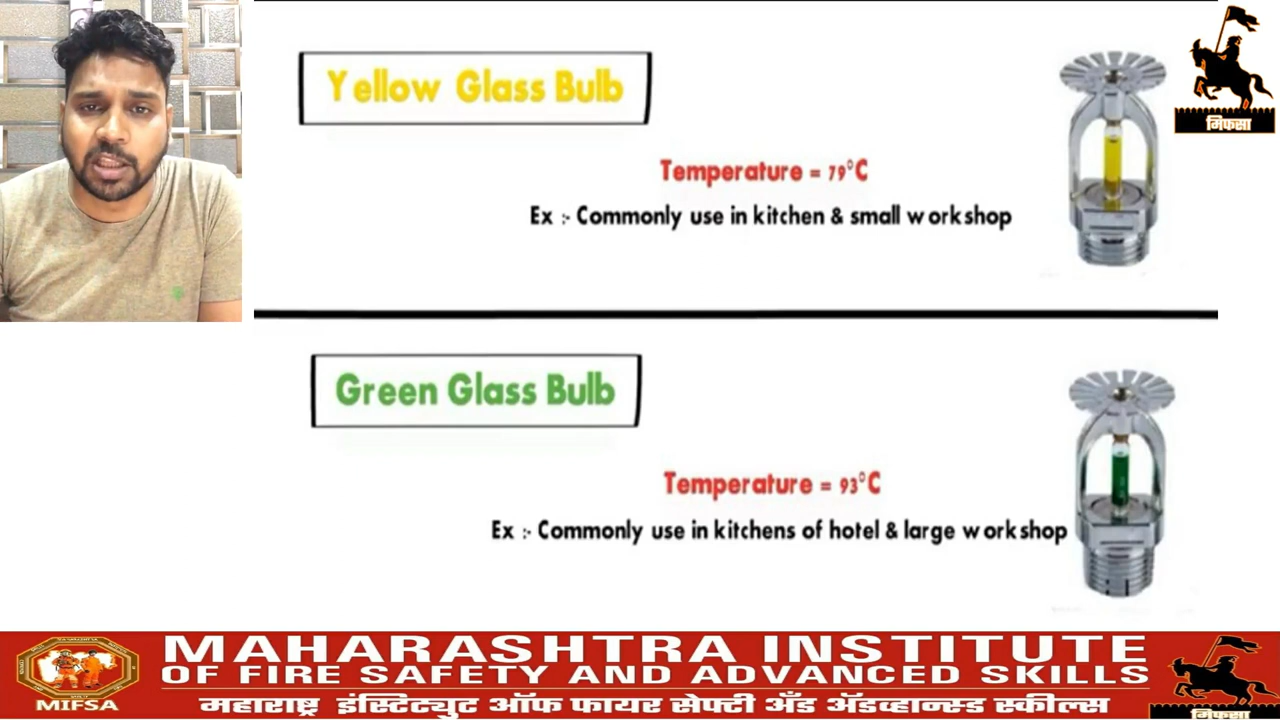 Yellow Glass Bulb
Temperature = 79°C
Ex :- Commonly use in kitchen & small workshop
मिफसा
Green Glass Bulb
Temperature = 93°C
Ex :- Commonly use in kitchens of hotel & large workshop
MAHARASHTRA INSTITUTE
OF FIRE SAFETY AND ADVANCED SKILLS
महाराष्ट्र इंस्टिट्युट ऑफ फायर सेफ्टी अँड ॲडव्हान्स्ड स्कील्स
MIFSA
मिफसा